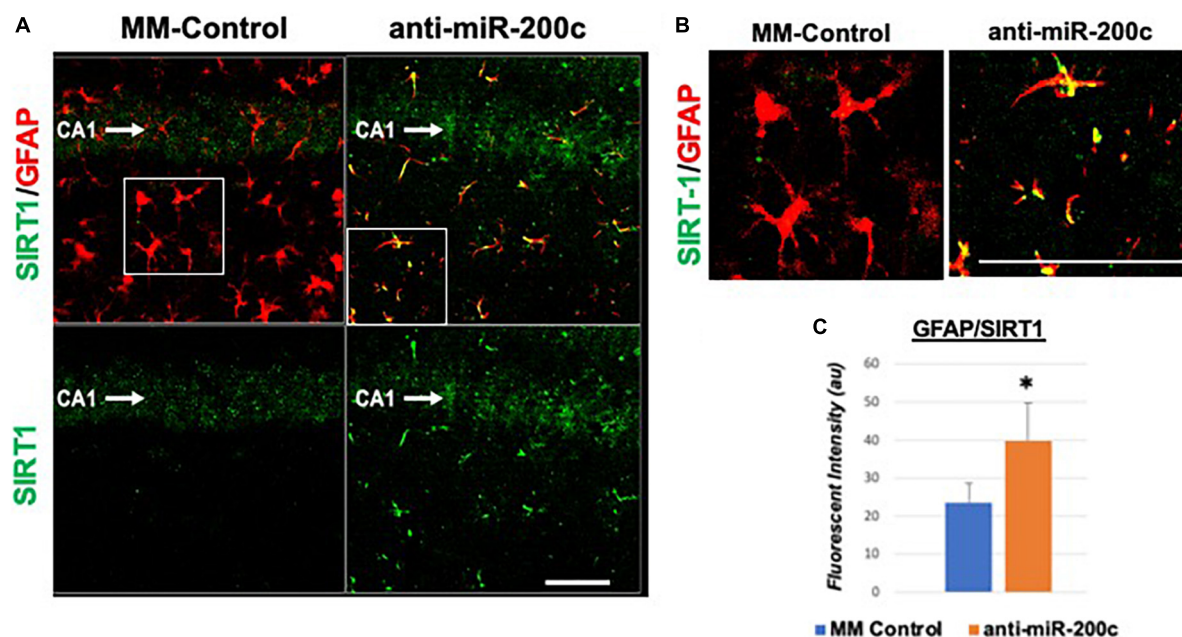 A
MM-Control
anti-miR-200c
SIRT1/GFAP
CA1
CA1
SIRT1
CA1
CA1
B
MM-Control
anti-miR-200c
SIRT-1/GFAP
C
GFAP/SIRT1
Fluorescent Intensity (au)
60
50
40
30
20
10
0
*
MM Control
anti-miR-200c